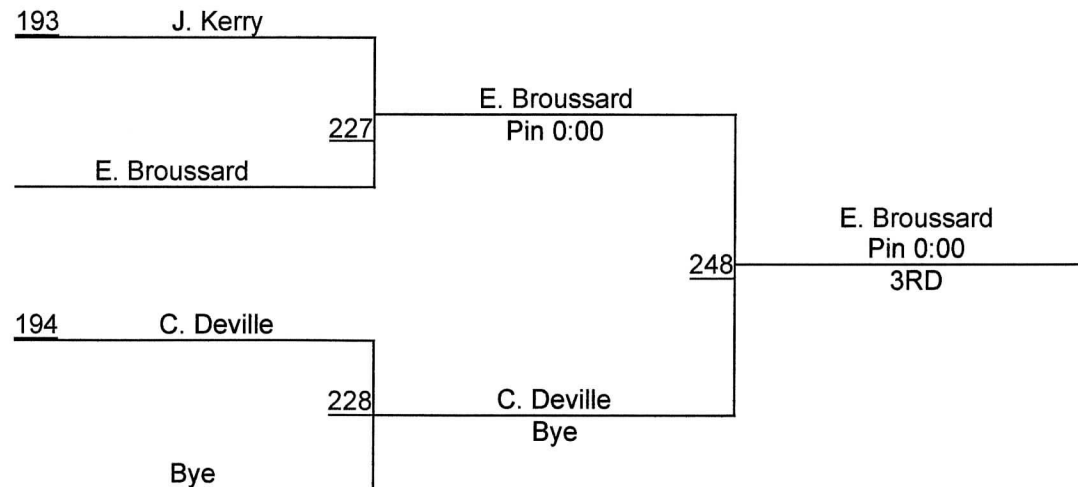 193 J. Kerry
E. Broussard
Pin 0:00
227
E. Broussard
E. Broussard
Pin 0:00
3RD
248
194 C. Deville
228
C. Deville
Bye
Bye